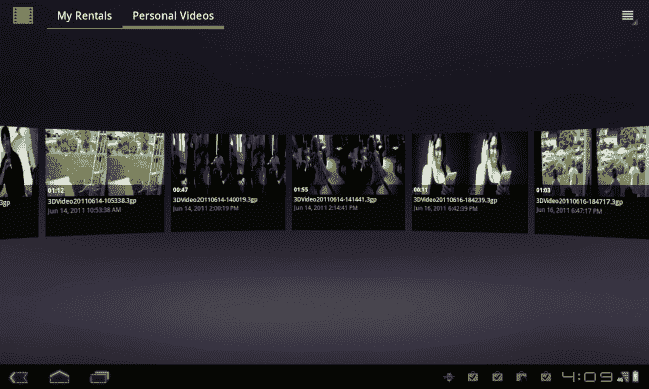 My Rentals
Personal Videos
3gp
01:12
3DVideo20110614-105338.3gp
Jun 14, 2011 10:53:38 AM
00:47
3DVideo20110614-140019.3gp
Jun 14, 2011 2:00:19 PM
01:55
3DVideo20110614-141441.3gp
Jun 14, 2011 2:14:41 PM
00:11
3DVideo20110616-184239.3gp
Jun 16, 2011 6:42:39 PM
01:03
3DVideo20110616-184717.3gp
Jun 16, 2011 6:47:17 PM
4:09